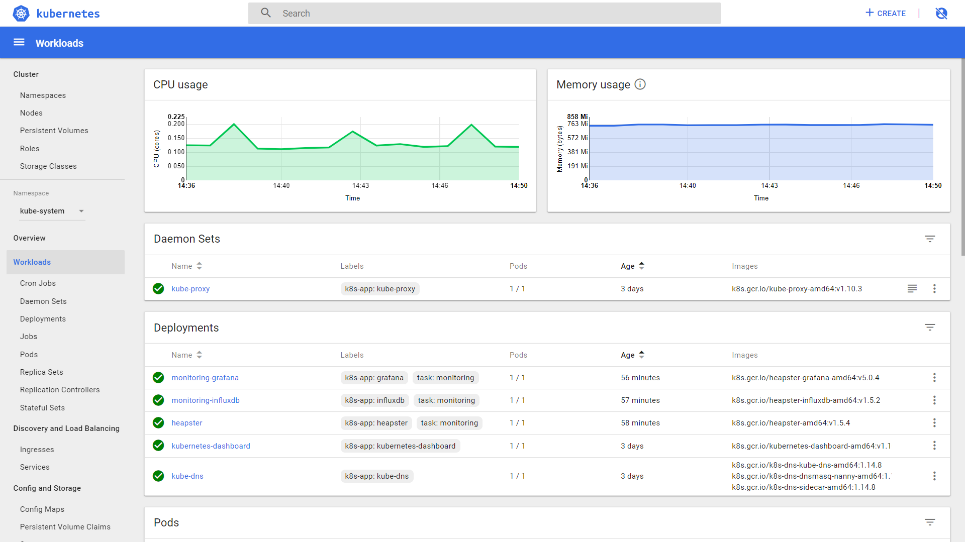 kubernetes
Search
+ CREATE
Workloads
Cluster
Namespaces
Nodes
Persistent Volumes
Roles
Storage Classes
Namespace
kube-system
Overview
Workloads
Cron Jobs
Daemon Sets
Deployments
Jobs
Pods
Replica Sets
Replication Controllers
Stateful Sets
Discovery and Load Balancing
Ingresses
Services
Config and Storage
Config Maps
Persistent Volume Claims
CPU usage
CPU (cores)
0.225
0.200
0.150
0.100
0.050
0
14:36 14:40 14:43 14:46 14:50
Time
Memory usage
Memory (bytes)
858 Mi
763 Mi
572 Mi
381 Mi
191 Mi
0
14:36 14:40 14:43 14:46 14:50
Time
Daemon Sets
Name Labels Pods Age Images
kube-proxy k8s-app: kube-proxy 1 / 1 3 days k8s.gcr.io/kube-proxy-amd64:v1.10.3
Deployments
Name Labels Pods Age Images
monitoring-grafana k8s-app: grafana task: monitoring 1 / 1 56 minutes k8s.gcr.io/heapster-grafana-amd64:v5.0.4
monitoring-influxdb k8s-app: influxdb task: monitoring 1 / 1 57 minutes k8s.gcr.io/heapster-influxdb-amd64:v1.5.2
heapster k8s-app: heapster task: monitoring 1 / 1 58 minutes k8s.gcr.io/heapster-amd64:v1.5.4
kubernetes-dashboard k8s-app: kubernetes-dashboard 1 / 1 3 days k8s.gcr.io/kubernetes-dashboard-amd64:v1.1
kube-dns k8s-app: kube-dns 1 / 1 3 days k8s.gcr.io/k8s-dns-kube-dns-amd64:1.14.8
k8s.gcr.io/k8s-dns-dnsmasq-nanny-amd64:1.
k8s.gcr.io/k8s-dns-sidecar-amd64:1.14.8
Pods